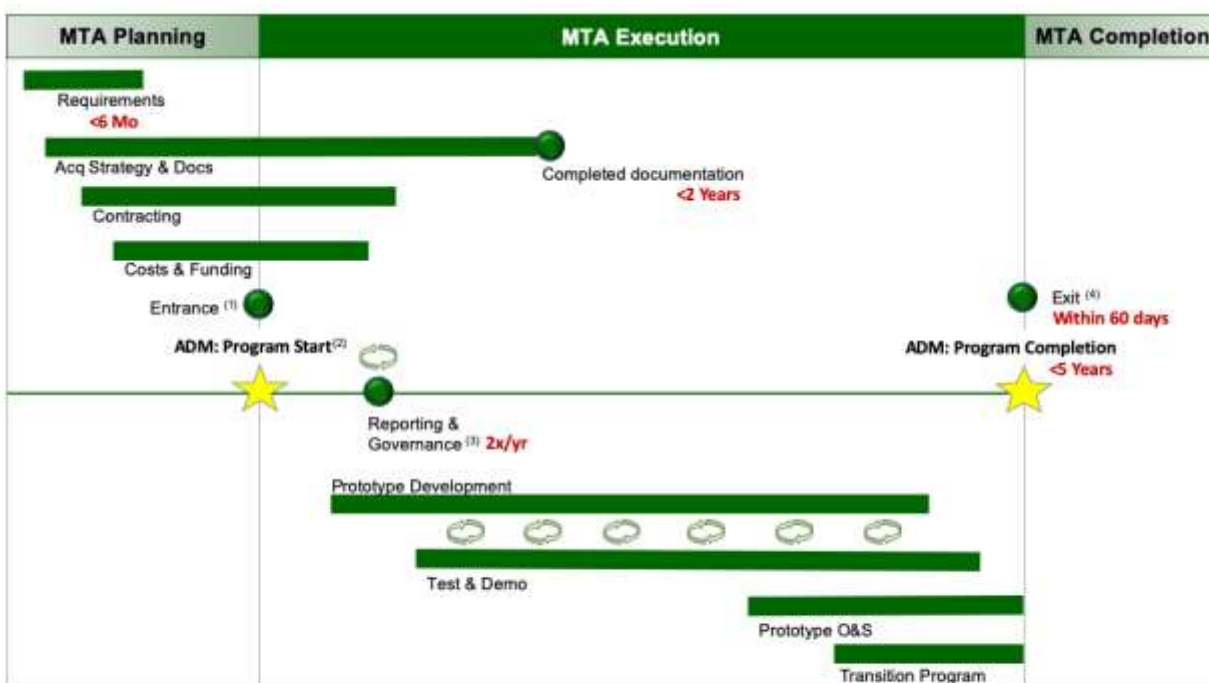 MTA Planning
MTA Execution
MTA Completion
Requirements
<6 Mo
Acq Strategy & Docs
Completed documentation
<2 Years
Contracting
Costs & Funding
Entrance (1)
Exit (4)
Within 60 days
ADM: Program Start(2)
ADM: Program Completion
<5 Years
Reporting &
Governance (3) 2x/yr
Prototype Development
Test & Demo
Prototype O&S
Transition Program